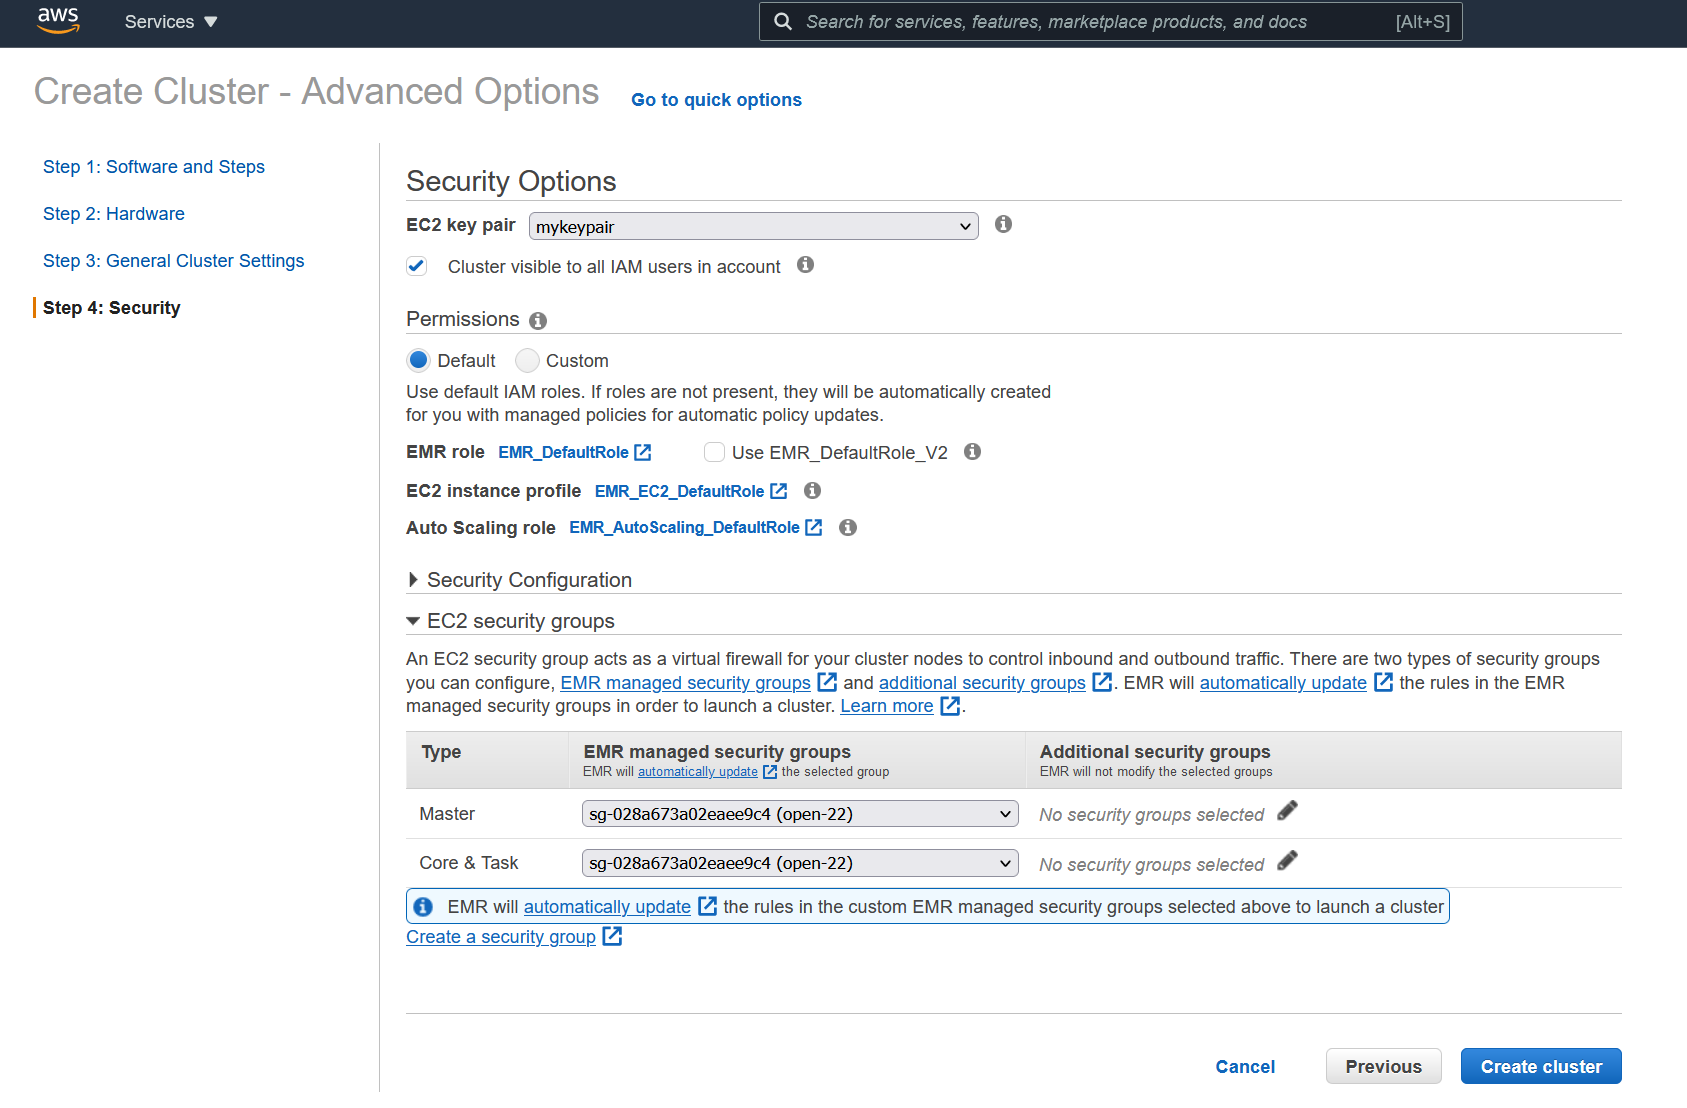 aws Services Search for services, features, marketplace products, and docs [Alt+S]
Create Cluster - Advanced Options Go to quick options
Step 1: Software and Steps
Step 2: Hardware
Step 3: General Cluster Settings
Step 4: Security
Security Options
EC2 key pair mykeypair
Cluster visible to all IAM users in account
Permissions
Default Custom
Use default IAM roles. If roles are not present, they will be automatically created
for you with managed policies for automatic policy updates.
EMR role EMR_DefaultRole Use EMR_DefaultRole_V2
EC2 instance profile EMR_EC2_DefaultRole
Auto Scaling role EMR_AutoScaling_DefaultRole
Security Configuration
EC2 security groups
An EC2 security group acts as a virtual firewall for your cluster nodes to control inbound and outbound traffic. There are two types of security groups
you can configure, EMR managed security groups and additional security groups. EMR will automatically update the rules in the EMR
managed security groups in order to launch a cluster. Learn more.
Type EMR managed security groups Additional security groups
EMR will automatically update the selected group EMR will not modify the selected groups
Master sg-028a673a02eaee9c4 (open-22) No security groups selected
Core & Task sg-028a673a02eaee9c4 (open-22) No security groups selected
EMR will automatically update the rules in the custom EMR managed security groups selected above to launch a cluster
Create a security group
Cancel Previous Create cluster